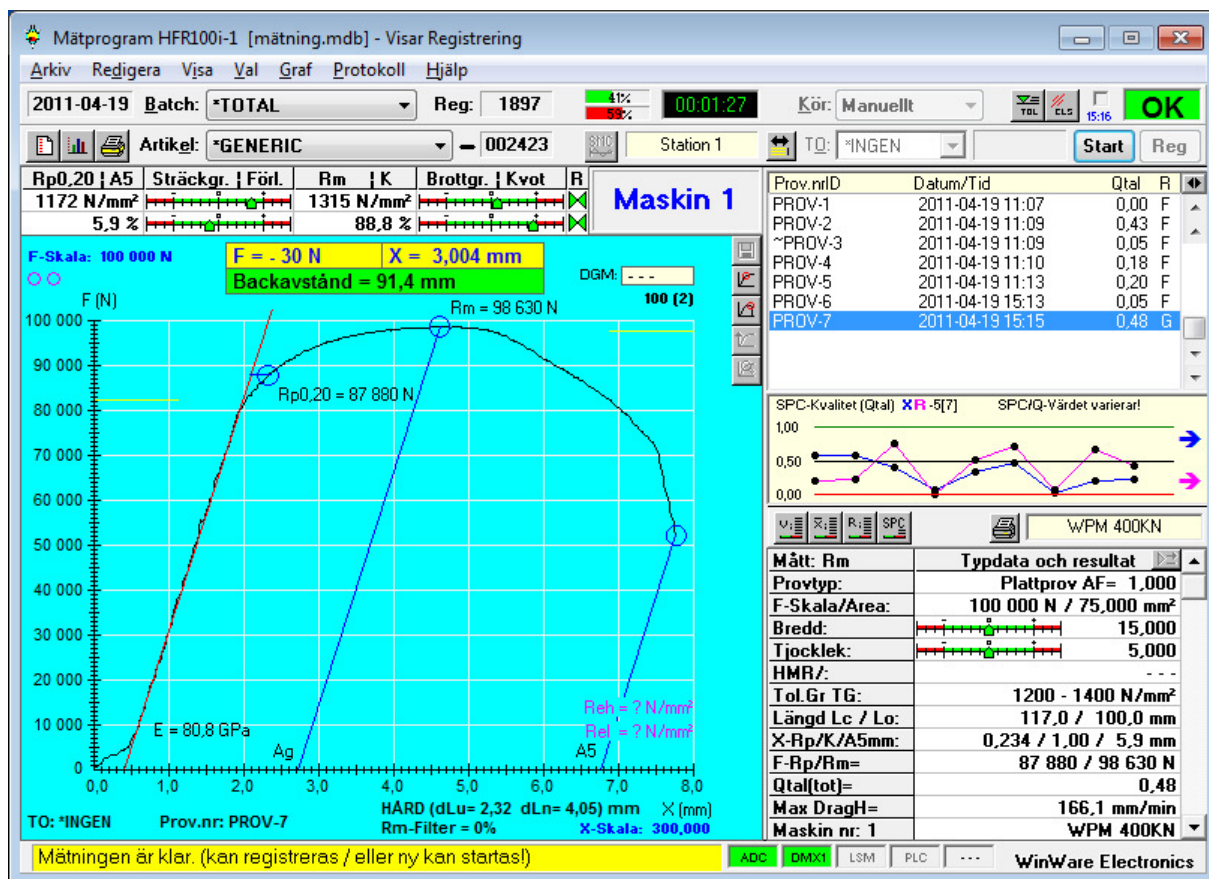 Mätprogram HFR100i-1 [mätning.mdb] - Visar Registrering
Arkiv Redigera Visa Val Graf Protokoll Hjälp
2011-04-19 Batch: *TOTAL Reg: 1897 41% 59% 00:01:27 Kör: Manuellt TOL CLS 15:16 OK
Artikel: *GENERIC 002423 SMC Station 1 TO: *INGEN Start Reg
Rp0,20 ¦ A5 Sträckgr. ¦ Förl. Rm ¦ K Brottgr. ¦ Kvot R
1172 N/mm² 1315 N/mm²
5,9 % 88,8 %
Maskin 1
F-Skala: 100 000 N
F = - 30 N X = 3,004 mm
Backavstånd = 91,4 mm
DGM: - - -
100 (2)
F (N)
Rm = 98 630 N
Rp0,20 = 87 880 N
100 000
90 000
80 000
70 000
60 000
50 000
40 000
30 000
20 000
10 000
0
E = 80,8 GPa
Ag
A5
Reh = ? N/mm²
Rel = ? N/mm²
0,0 1,0 2,0 3,0 4,0 5,0 6,0 7,0 8,0
HÅRD (dLu= 2,32 dLn= 4,05) mm X (mm)
TO: *INGEN Prov.nr: PROV-7 Rm-Filter = 0% X-Skala: 300,000
Prov.nrID Datum/Tid Qtal R
PROV-1 2011-04-19 11:07 0,00 F
PROV-2 2011-04-19 11:09 0,43 F
~PROV-3 2011-04-19 11:09 0,05 F
PROV-4 2011-04-19 11:10 0,18 F
PROV-5 2011-04-19 11:13 0,20 F
PROV-6 2011-04-19 15:13 0,05 F
PROV-7 2011-04-19 15:15 0,48 G
SPC-Kvalitet (Qtal) XR -5[7] SPC/Q-Värdet varierar!
1,00
0,50
0,00
SPC WPM 400KN
Mått: Rm Typdata och resultat
Provtyp: Plattprov AF= 1,000
F-Skala/Area: 100 000 N / 75,000 mm²
Bredd: 15,000
Tjocklek: 5,000
HMR/: - - -
Tol.Gr TG: 1200 - 1400 N/mm²
Längd Lc / Lo: 117,0 / 100,0 mm
X-Rp/K/A5mm: 0,234 / 1,00 / 5,9 mm
F-Rp/Rm= 87 880 / 98 630 N
Qtal(tot)= 0,48
Max DragH= 166,1 mm/min
Maskin nr: 1 WPM 400KN
Mätningen är klar. (kan registreras / eller ny kan startas!)
ADC DMX1 LSM PLC - - - WinWare Electronics